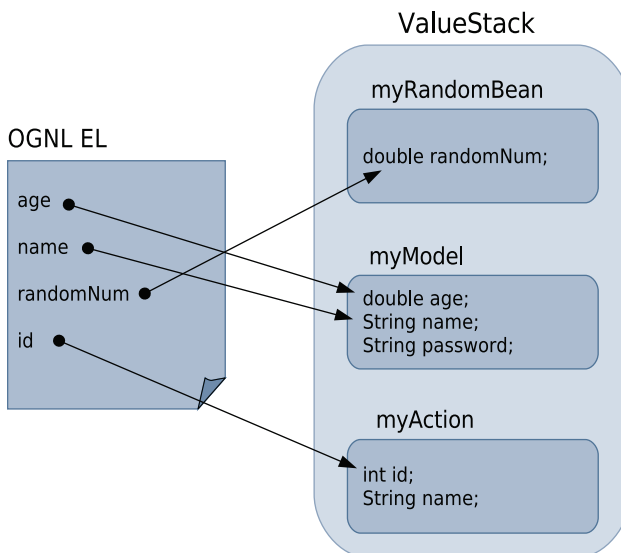 ValueStack
myRandomBean
double randomNum;
OGNL EL
age
name
randomNum
id
myModel
double age;
String name;
String password;
myAction
int id;
String name;